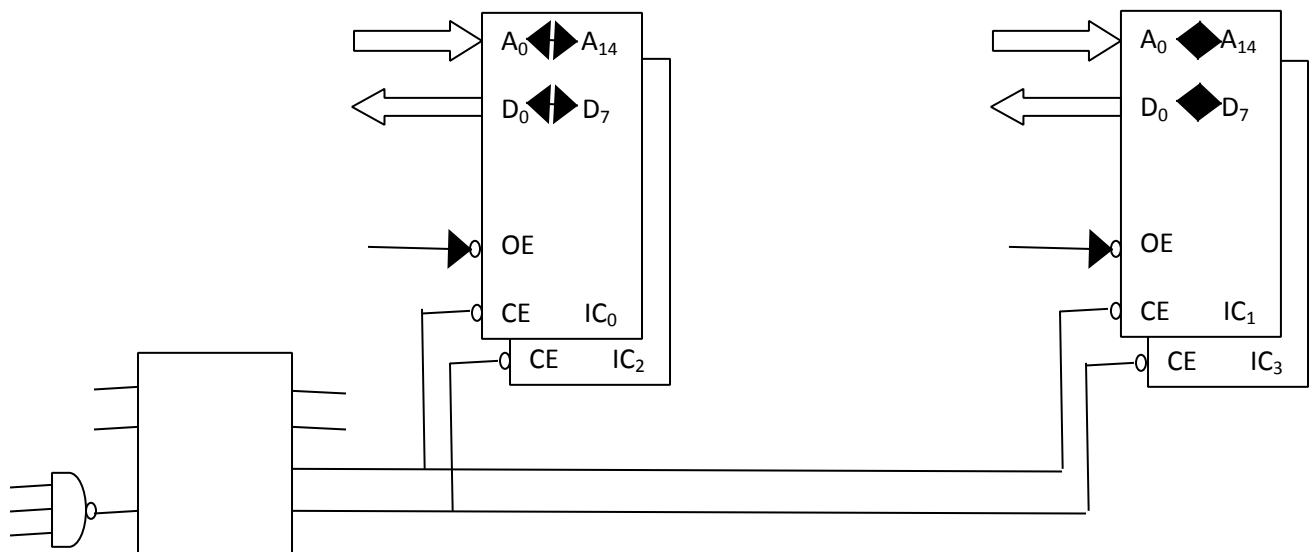 A₀ A₁₄
D₀ D₇
OE
CE IC₀
CE IC₂
A₀ A₁₄
D₀ D₇
OE
CE IC₁
CE IC₃